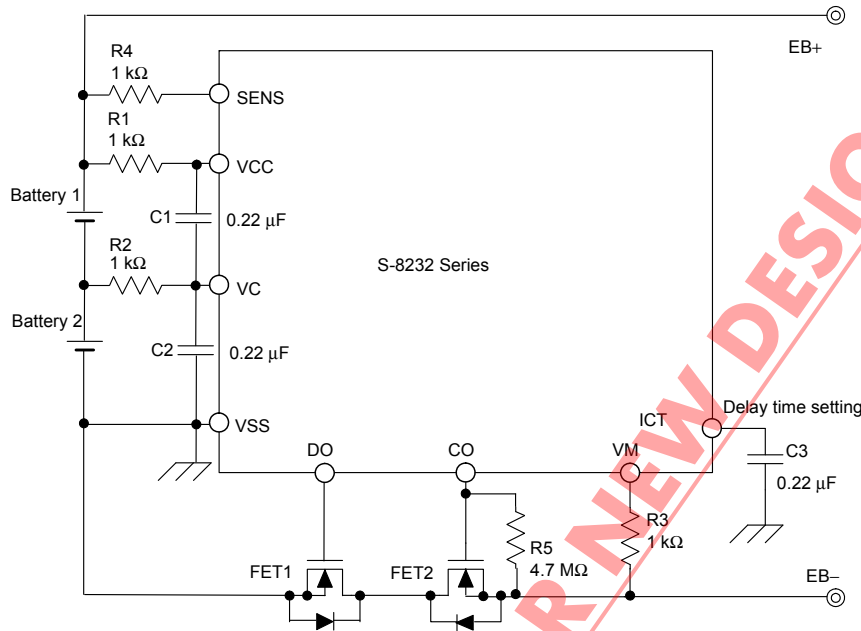 EB+
R4
1 kΩ
SENS
R1
1 kΩ
VCC
Battery 1
C1
0.22 μF
R2
1 kΩ
S-8232 Series
VC
Battery 2
C2
0.22 μF
VSS
DO
CO
VM
ICT
Delay time setting
C3
0.22 μF
R3
1 kΩ
R5
4.7 MΩ
FET1
FET2
EB−
R NEW DESIG